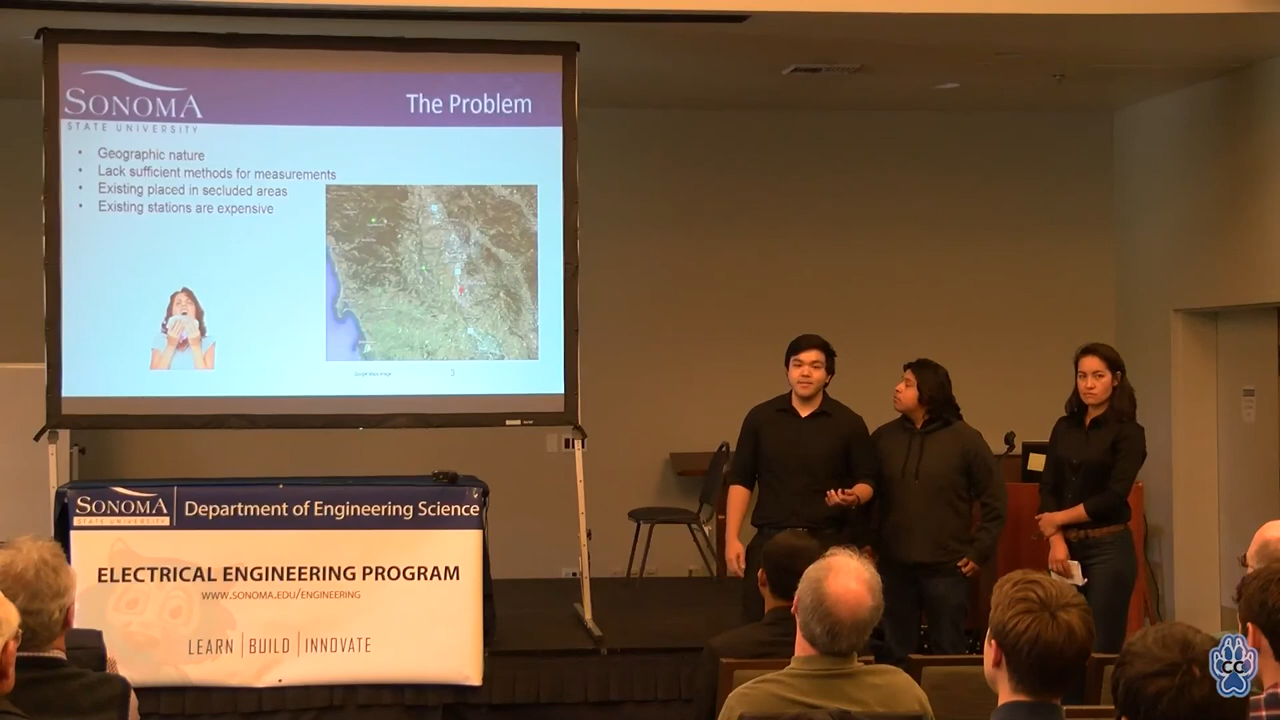 SONOMA
STATE UNIVERSITY
The Problem
• Geographic nature
• Lack sufficient methods for measurements
• Existing placed in secluded areas
• Existing stations are expensive
3
SONOMA
STATE UNIVERSITY
Department of Engineering Science
ELECTRICAL ENGINEERING PROGRAM
WWW.SONOMA.EDU/ENGINEERING
LEARN | BUILD | INNOVATE
CC